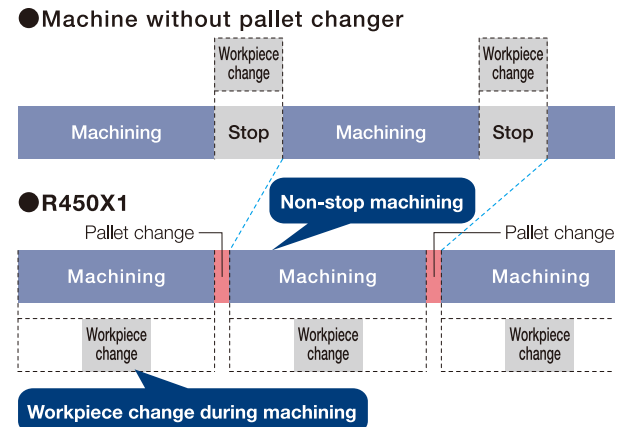 ●Machine without pallet changer
Workpiece
change
Workpiece
change
Machining
Stop
Machining
Stop
●R450X1
Non-stop machining
Pallet change
Pallet change
Machining
Machining
Machining
Workpiece
change
Workpiece
change
Workpiece
change
Workpiece change during machining